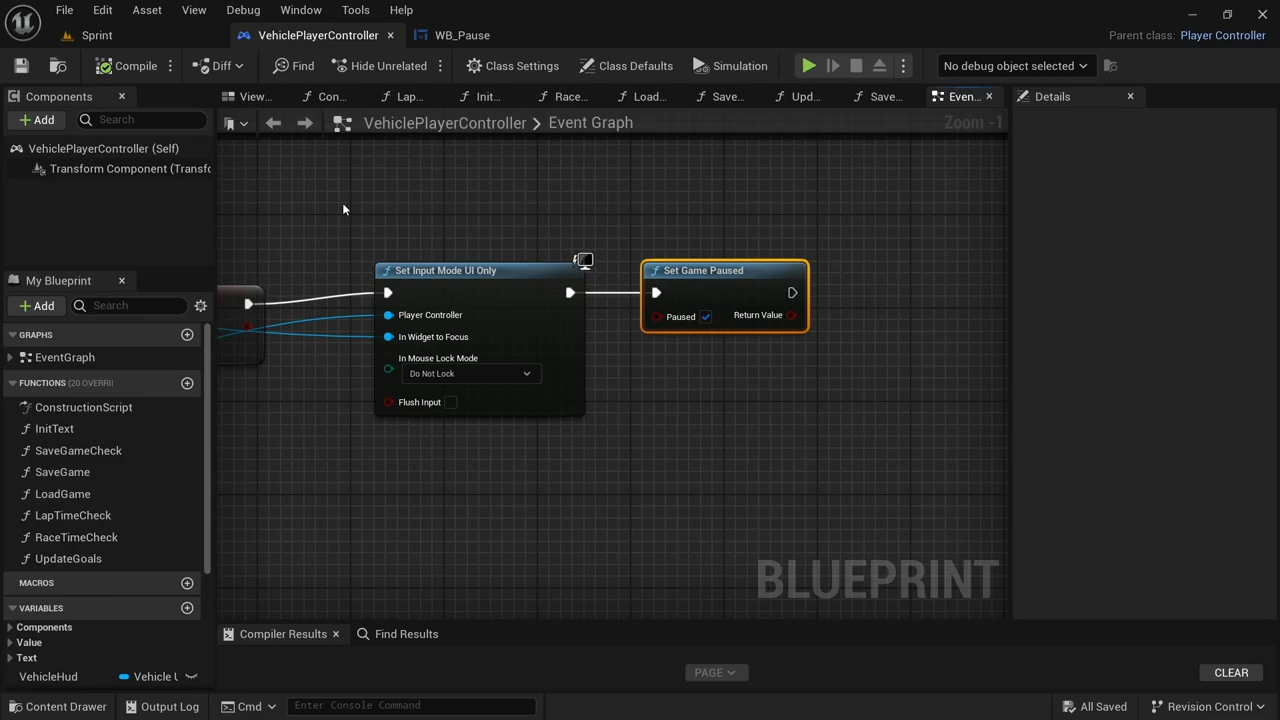 File Edit Asset View Debug Window Tools Help
Sprint VehiclePlayerController WB_Pause Parent class: Player Controller
Compile Diff Find Hide Unrelated Class Settings Class Defaults Simulation No debug object selected
Components View... Con... Lap... Init... Race... Load... Save... Upd... Save... Even... Details
Add Search VehiclePlayerController Event Graph Zoom -1
VehiclePlayerController (Self)
Transform Component (Transfo
My Blueprint
Add Search
GRAPHS
EventGraph
FUNCTIONS (20 OVERRI
ConstructionScript
InitText
SaveGameCheck
SaveGame
LoadGame
LapTimeCheck
RaceTimeCheck
UpdateGoals
MACROS
VARIABLES
Components
Value
Text
VehicleHud Vehicle U
Set Input Mode UI Only
Player Controller
In Widget to Focus
In Mouse Lock Mode
Do Not Lock
Flush Input
Set Game Paused
Paused Return Value
BLUEPRINT
Compiler Results Find Results
PAGE CLEAR
Content Drawer Output Log Cmd Enter Console Command All Saved Revision Control